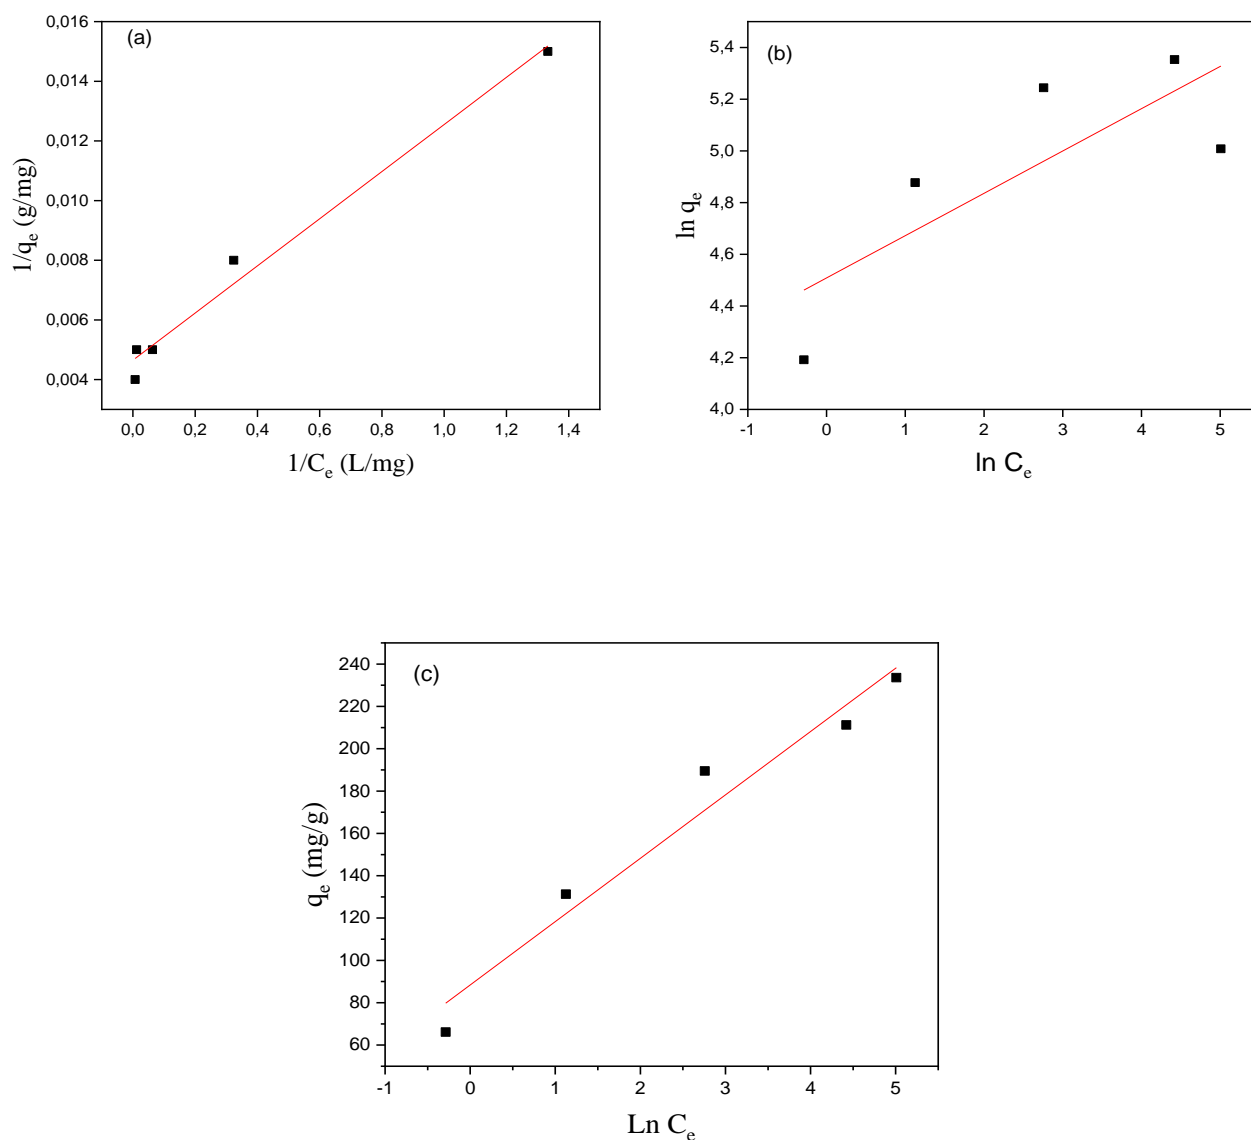 (a)
0,016
0,014
0,012
0,010
0,008
0,006
0,004
1/qe (g/mg)
0,0 0,2 0,4 0,6 0,8 1,0 1,2 1,4
1/Ce (L/mg)
(b)
5,4
5,2
5,0
4,8
4,6
4,4
4,2
4,0
ln qe
-1 0 1 2 3 4 5
ln Ce
(c)
240
220
200
180
160
140
120
100
80
60
qe (mg/g)
-1 0 1 2 3 4 5
Ln Ce